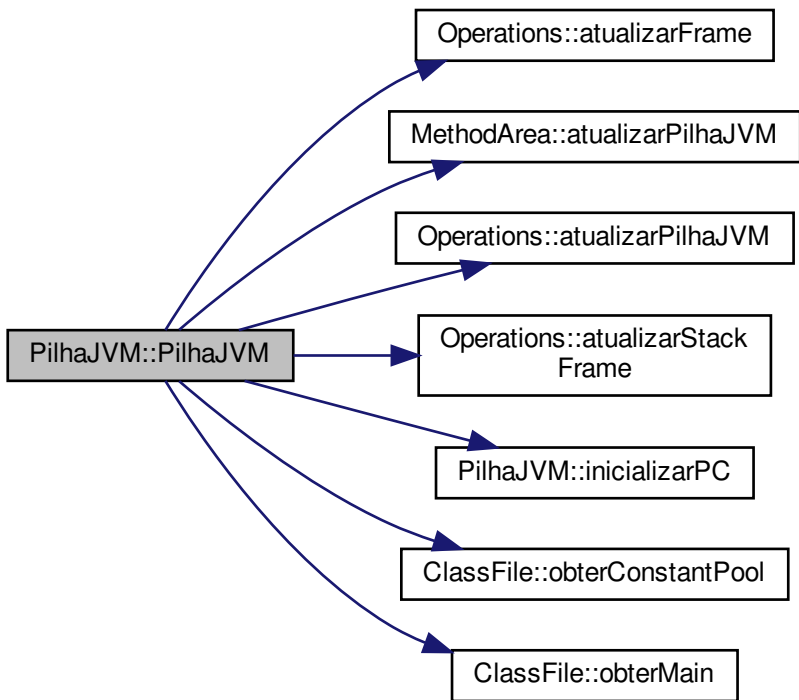 Operations::atualizarFrame
MethodArea::atualizarPilhaJVM
Operations::atualizarPilhaJVM
PilhaJVM::PilhaJVM
Operations::atualizarStack
Frame
PilhaJVM::inicializarPC
ClassFile::obterConstantPool
ClassFile::obterMain